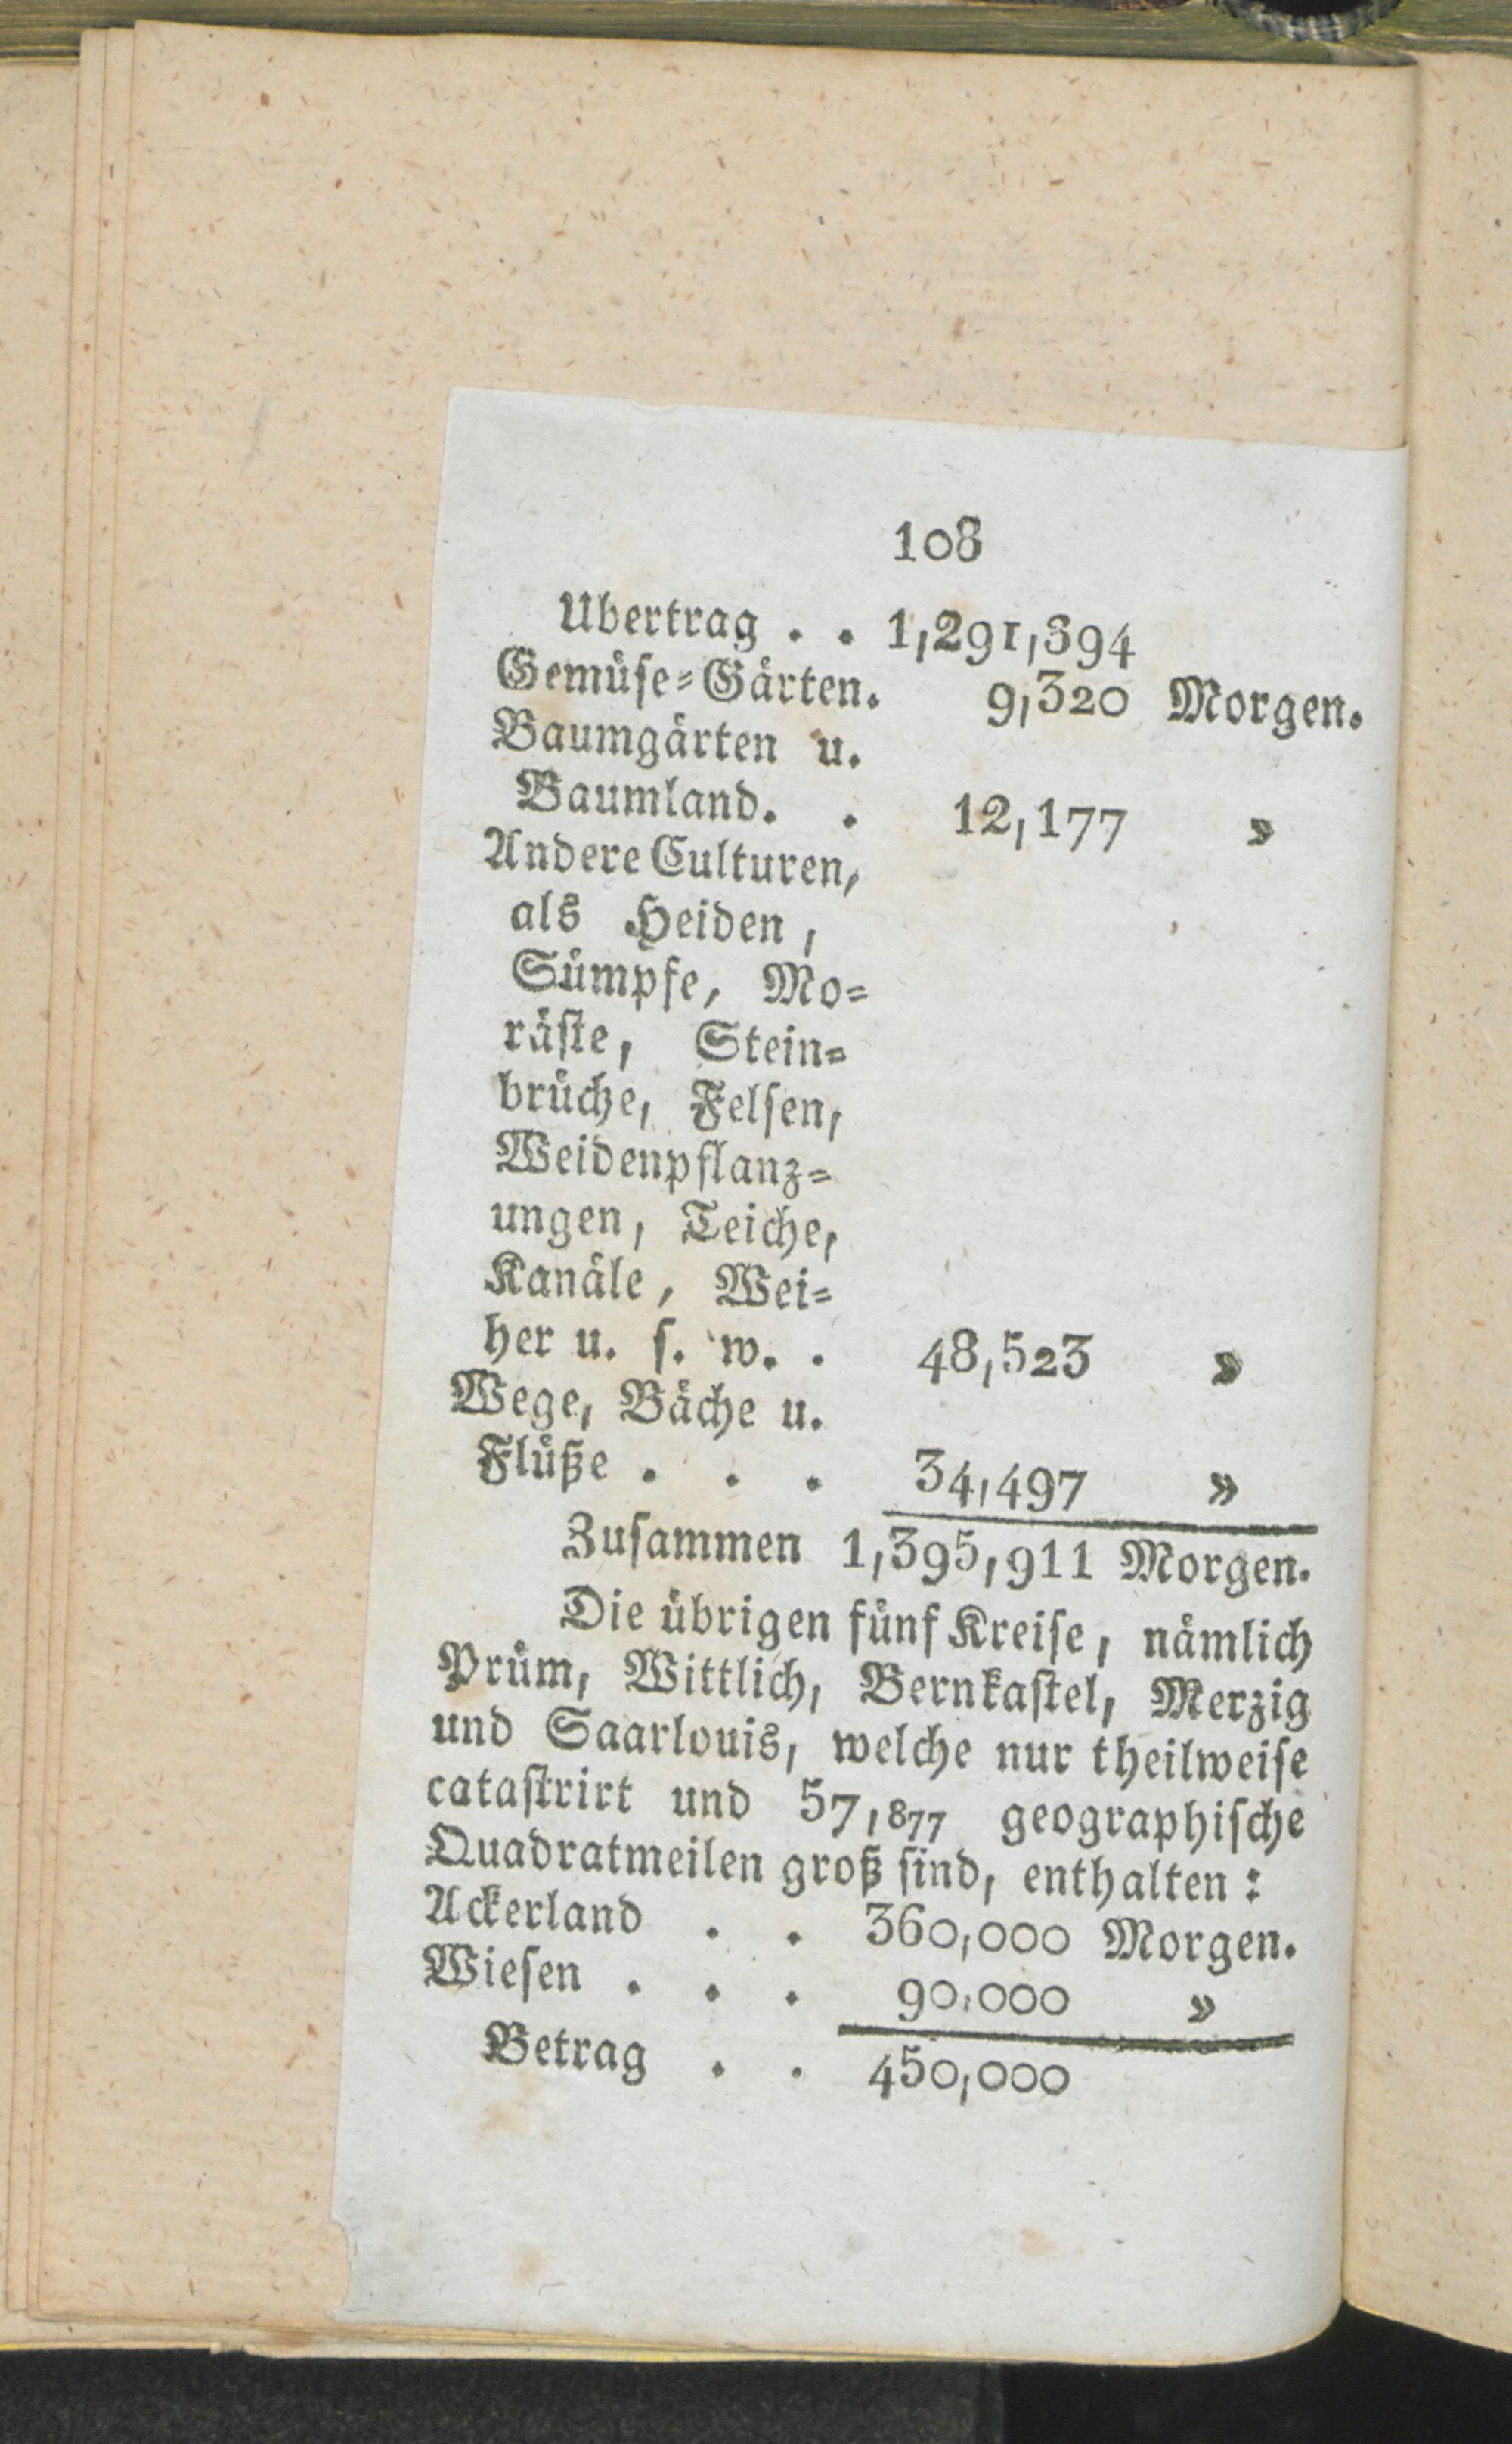 108
Ubertrag . . 1,291,394
Gemüse=Gärten. 9,320 Morgen.
Baumgärten u.
Baumland. . 12,177 »
Andere Culturen,
als Heiden,
Sümpfe, Mo=
räste, Stein=
brüche, Felsen,
Weidenpflanz=
ungen, Teiche,
Kanäle, Wei=
her u. s. w. . 48,523 »
Wege, Bäche u.
Flüße . . . 34,497 »
Zusammen 1,395,911 Morgen.
Die übrigen fünf Kreise, nämlich
Prüm, Wittlich, Bernkastel, Merzig
und Saarlouis, welche nur theilweise
catastrirt und 57,877 geographische
Quadratmeilen groß sind, enthalten:
Ackerland . . 360,000 Morgen.
Wiesen . . . 90,000 »
Betrag . . 450,000